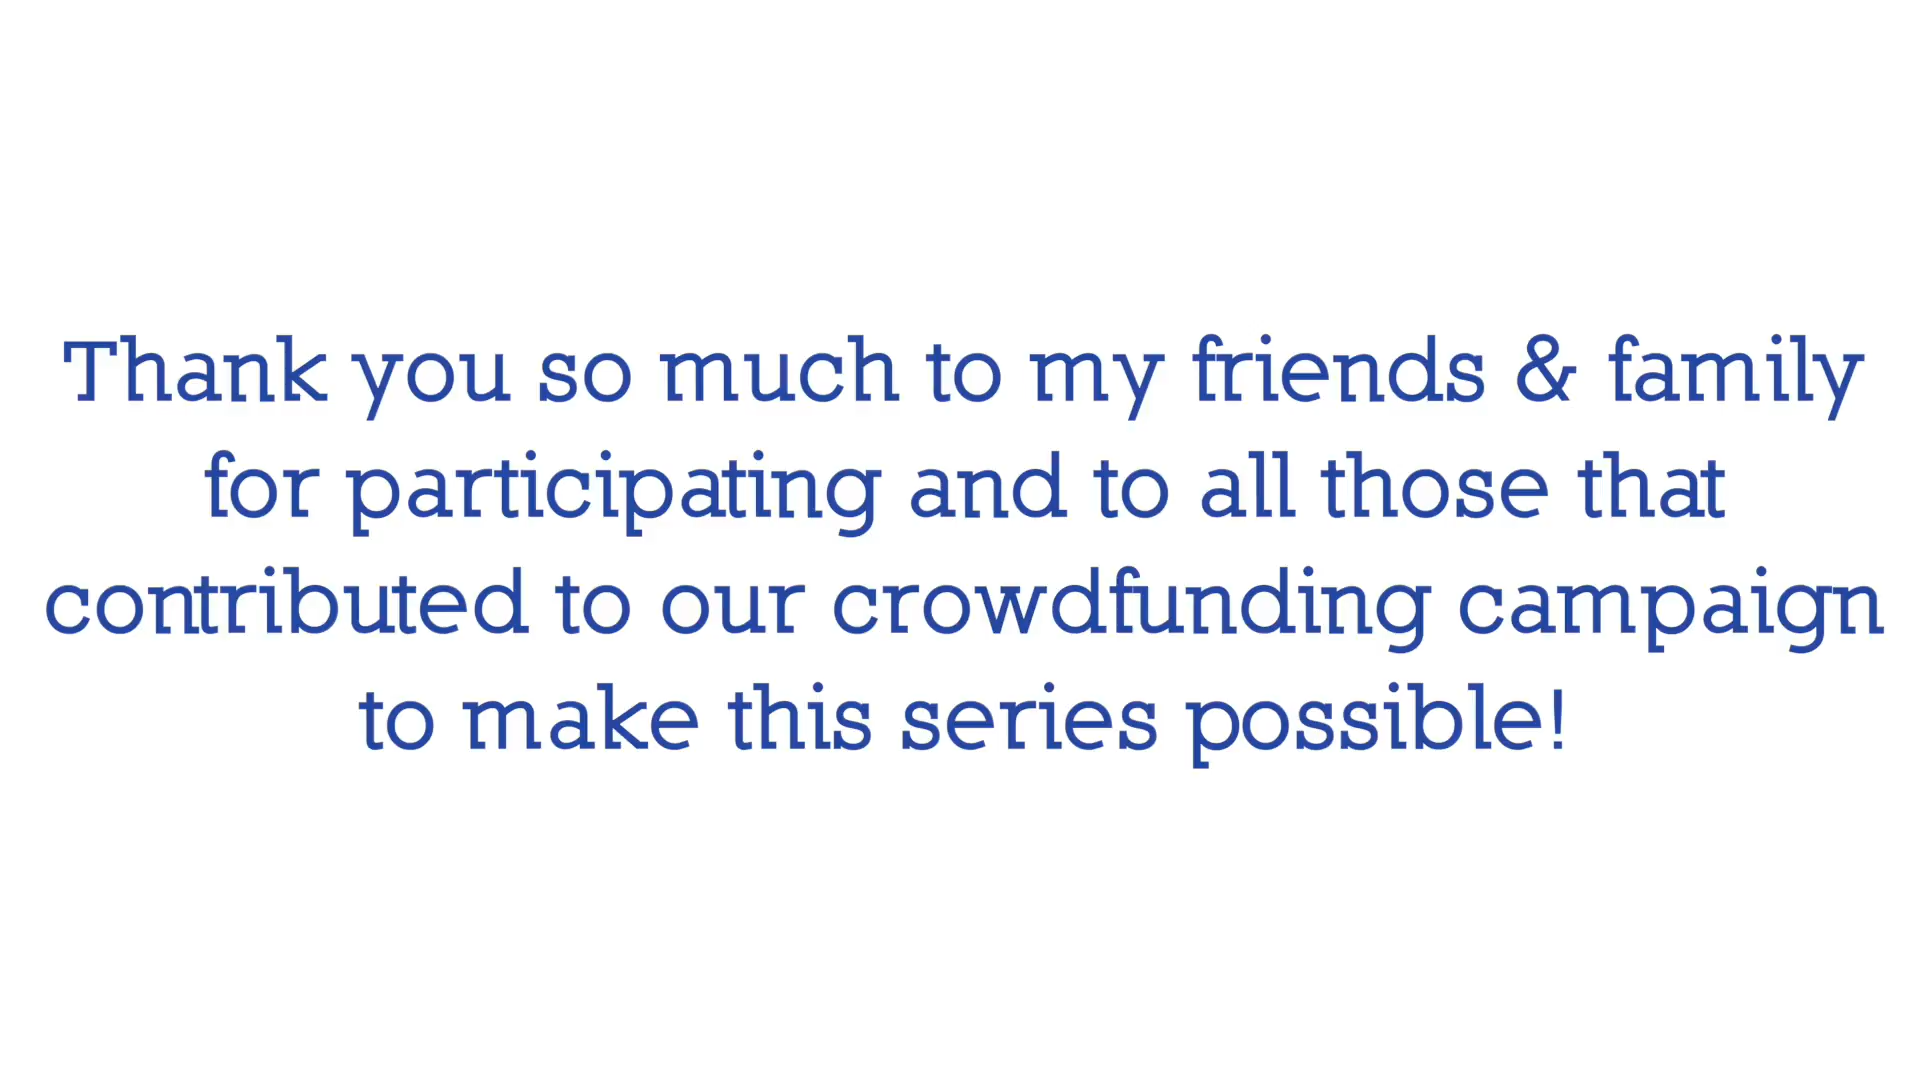 Thank you so much to my friends & family
for participating and to all those that
contributed to our crowdfunding campaign
to make this series possible!